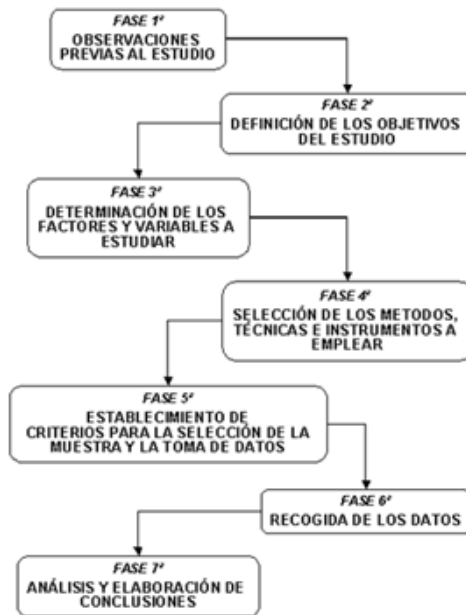 FASE 1ª
OBSERVACIONES
PREVIAS AL ESTUDIO
FASE 2ª
DEFINICIÓN DE LOS OBJETIVOS
DEL ESTUDIO
FASE 3ª
DETERMINACIÓN DE LOS
FACTORES Y VARIABLES A
ESTUDIAR
FASE 4ª
SELECCIÓN DE LOS METODOS,
TÉCNICAS E INSTRUMENTOS A
EMPLEAR
FASE 5ª
ESTABLECIMIENTO DE
CRITERIOS PARA LA SELECCIÓN DE LA
MUESTRA Y LA TOMA DE DATOS
FASE 6ª
RECOGIDA DE LOS DATOS
FASE 7ª
ANÁLISIS Y ELABORACIÓN DE
CONCLUSIONES